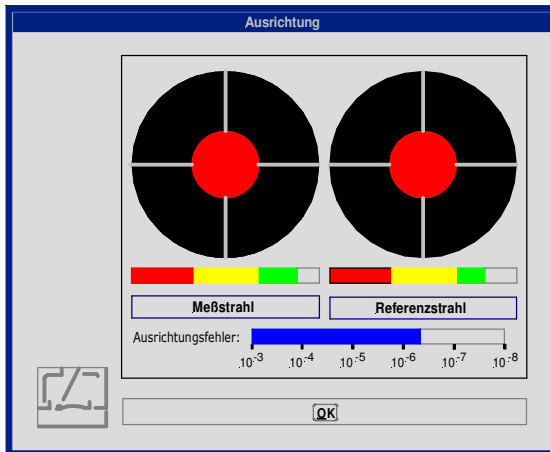 Ausrichtung
Meßstrahl Referenzstrahl
Ausrichtungsfehler:
10⁻³ 10⁻⁴ 10⁻⁵ 10⁻⁶ 10⁻⁷ 10⁻⁸
OK